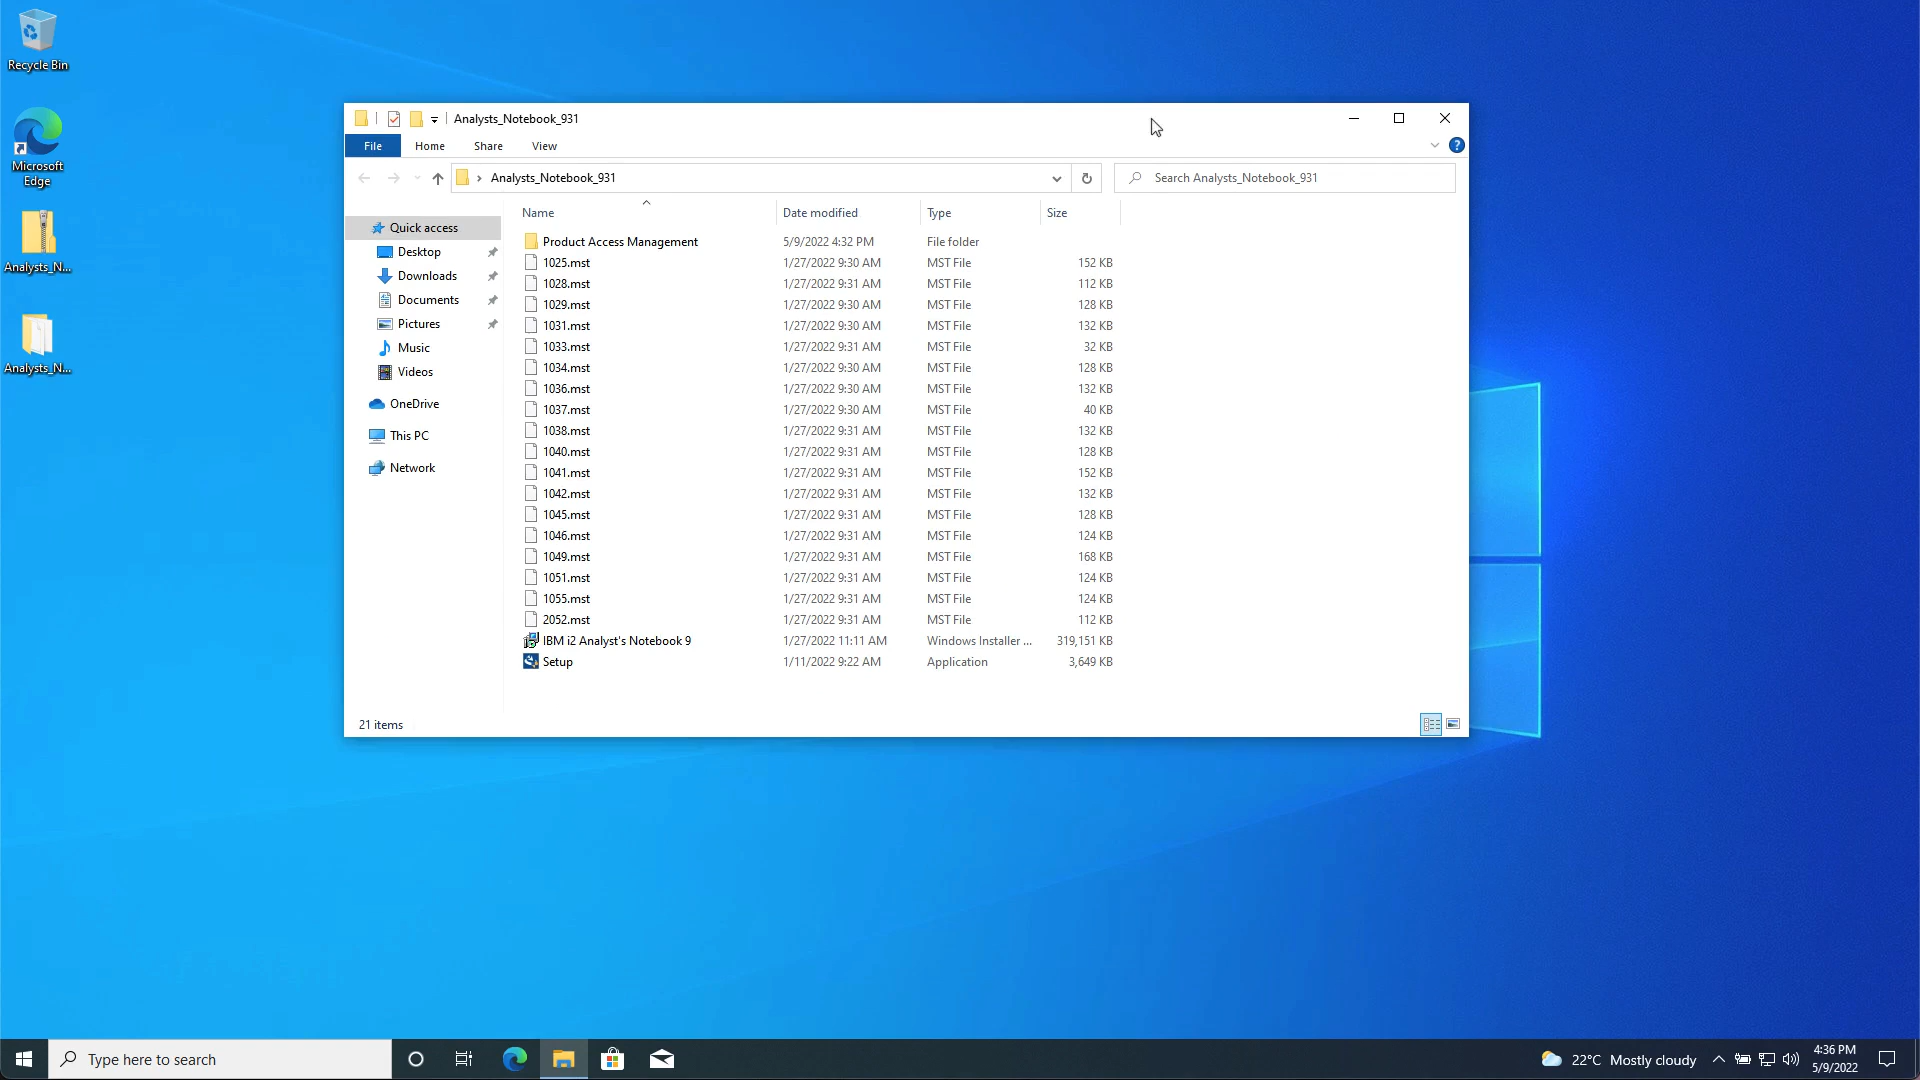 Recycle Bin
Microsoft
Edge
Analysts_N...
Analysts_N...
Analysts_Notebook_931
File Home Share View
Analysts_Notebook_931
Search Analysts_Notebook_931
Quick access
Desktop
Downloads
Documents
Pictures
Music
Videos
OneDrive
This PC
Network
Name Date modified Type Size
Product Access Management 5/9/2022 4:32 PM File folder
1025.mst 1/27/2022 9:30 AM MST File 152 KB
1028.mst 1/27/2022 9:31 AM MST File 112 KB
1029.mst 1/27/2022 9:30 AM MST File 128 KB
1031.mst 1/27/2022 9:30 AM MST File 132 KB
1033.mst 1/27/2022 9:31 AM MST File 32 KB
1034.mst 1/27/2022 9:30 AM MST File 128 KB
1036.mst 1/27/2022 9:30 AM MST File 132 KB
1037.mst 1/27/2022 9:30 AM MST File 40 KB
1038.mst 1/27/2022 9:31 AM MST File 132 KB
1040.mst 1/27/2022 9:31 AM MST File 128 KB
1041.mst 1/27/2022 9:31 AM MST File 152 KB
1042.mst 1/27/2022 9:31 AM MST File 132 KB
1045.mst 1/27/2022 9:31 AM MST File 128 KB
1046.mst 1/27/2022 9:31 AM MST File 124 KB
1049.mst 1/27/2022 9:31 AM MST File 168 KB
1051.mst 1/27/2022 9:31 AM MST File 124 KB
1055.mst 1/27/2022 9:31 AM MST File 124 KB
2052.mst 1/27/2022 9:31 AM MST File 112 KB
IBM i2 Analyst's Notebook 9 1/27/2022 11:11 AM Windows Installer ... 319,151 KB
Setup 1/11/2022 9:22 AM Application 3,649 KB
21 items
Type here to search
22°C Mostly cloudy
4:36 PM
5/9/2022